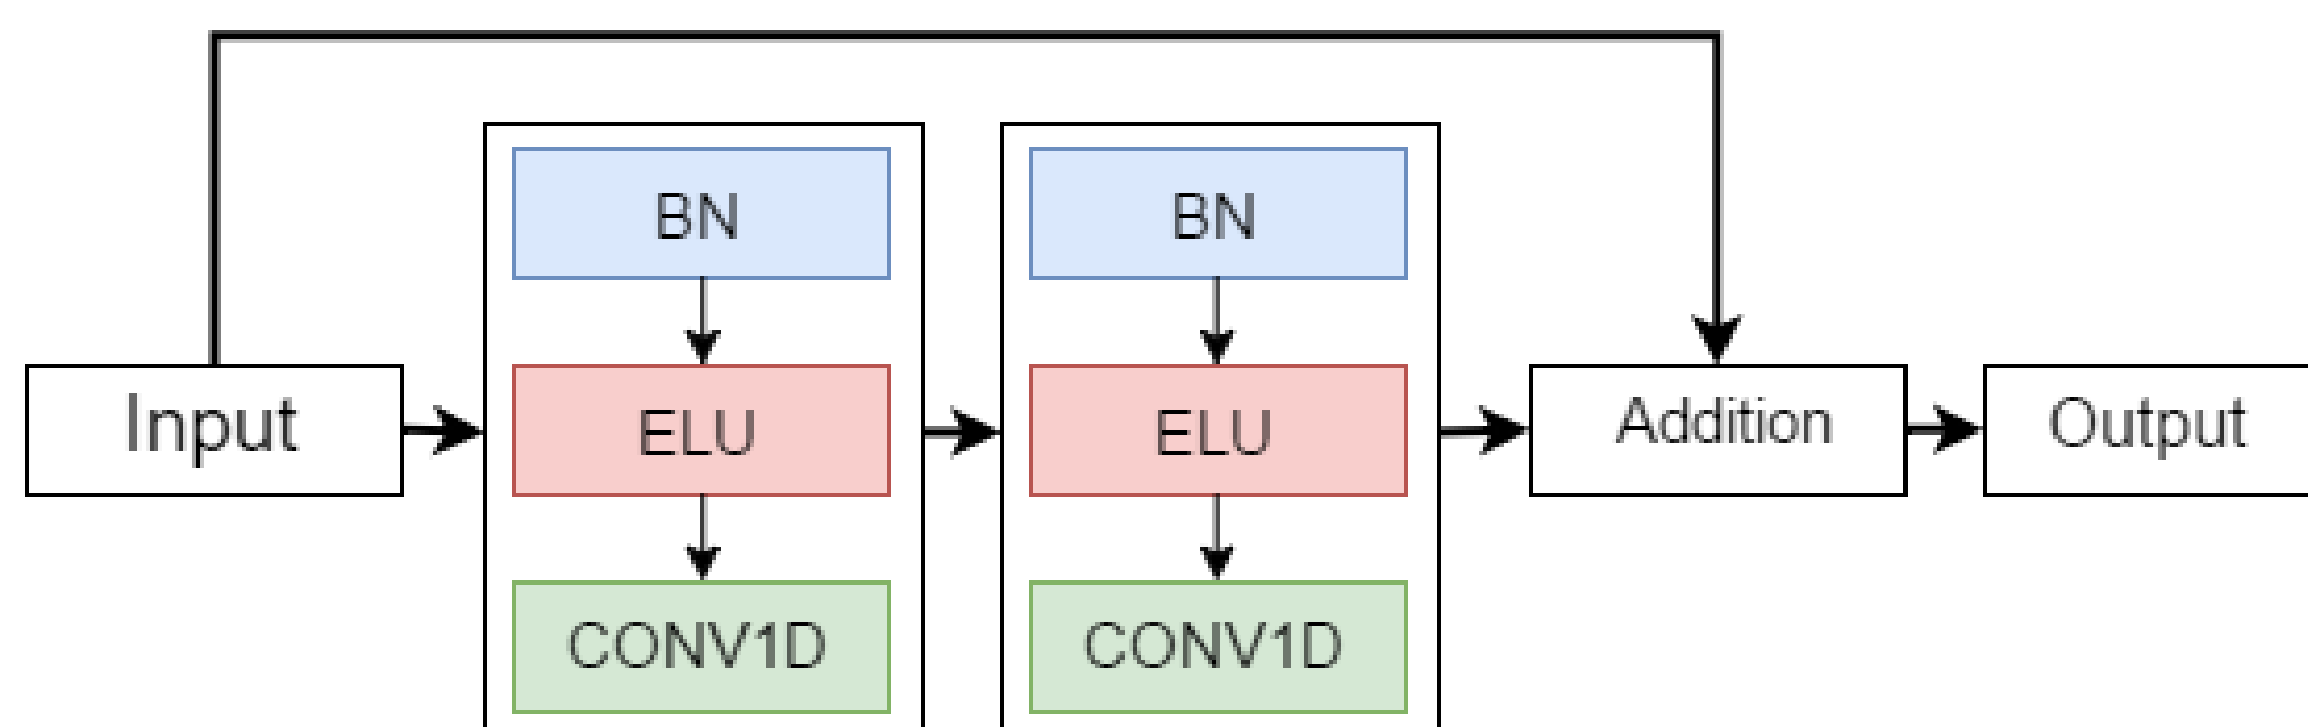 Input
BN
ELU
CONV1D
BN
ELU
CONV1D
Addition
Output